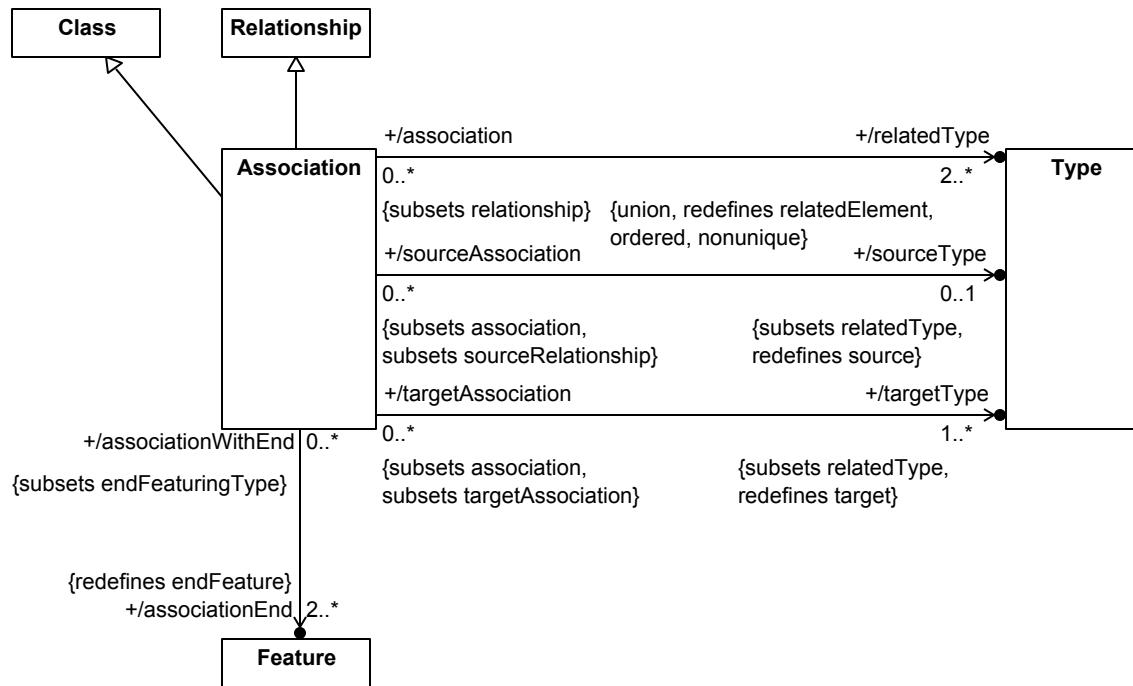 Class
Relationship
+/association
+/relatedType
Association
Type
0..*
2..*
{subsets relationship}
{union, redefines relatedElement,
ordered, nonunique}
+/sourceAssociation
+/sourceType
0..*
0..1
{subsets association,
subsets sourceRelationship}
{subsets relatedType,
redefines source}
+/targetAssociation
+/targetType
0..*
1..*
{subsets association,
subsets targetAssociation}
{subsets relatedType,
redefines target}
+/associationWithEnd
0..*
{subsets endFeaturingType}
{redefines endFeature}
+/associationEnd
2..*
Feature